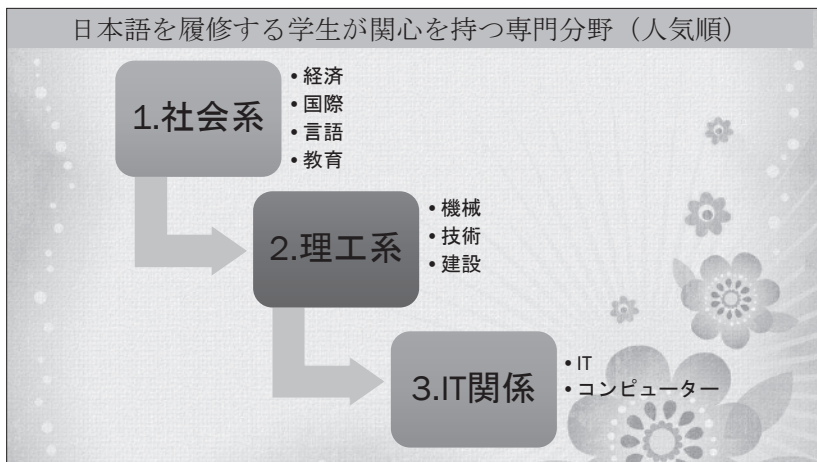 日本語を履修する学生が関心を持つ専門分野（人気順）
1.社会系
• 経済
• 国際
• 言語
• 教育
2.理工系
• 機械
• 技術
• 建設
3.IT関係
• IT
• コンピューター